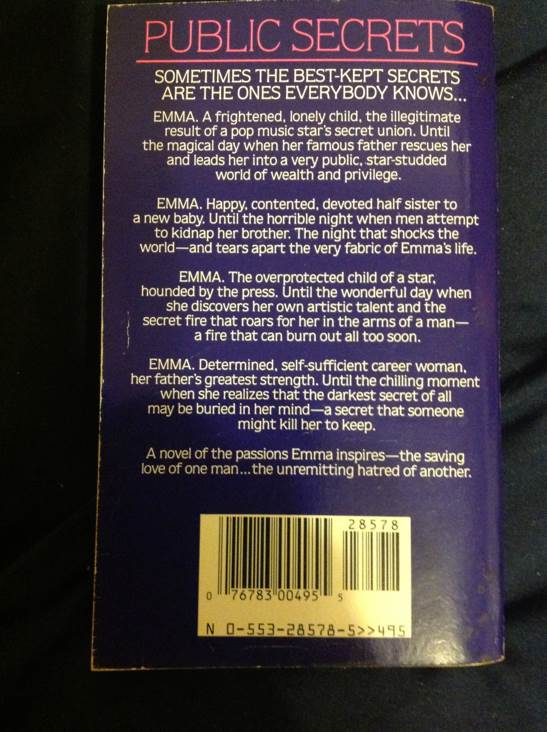 PUBLIC SECRETS
SOMETIMES THE BEST-KEPT SECRETS
ARE THE ONES EVERYBODY KNOWS...
EMMA. A frightened, lonely child, the illegitimate
result of a pop music star's secret union. Until
the magical day when her famous father rescues her
and leads her into a very public, star-studded
world of wealth and privilege.
EMMA. Happy, contented, devoted half sister to
a new baby. Until the horrible night when men attempt
to kidnap her brother. The night that shocks the
world—and tears apart the very fabric of Emma's life.
EMMA. The overprotected child of a star,
hounded by the press. Until the wonderful day when
she discovers her own artistic talent and the
secret fire that roars for her in the arms of a man—
a fire that can burn out all too soon.
EMMA. Determined, self-sufficient career woman,
her father's greatest strength. Until the chilling moment
when she realizes that the darkest secret of all
may be buried in her mind—a secret that someone
might kill her to keep.
A novel of the passions Emma inspires—the saving
love of one man...the unremitting hatred of another.
28578
0 76783 00495 5
N 0-553-28578-5>>495